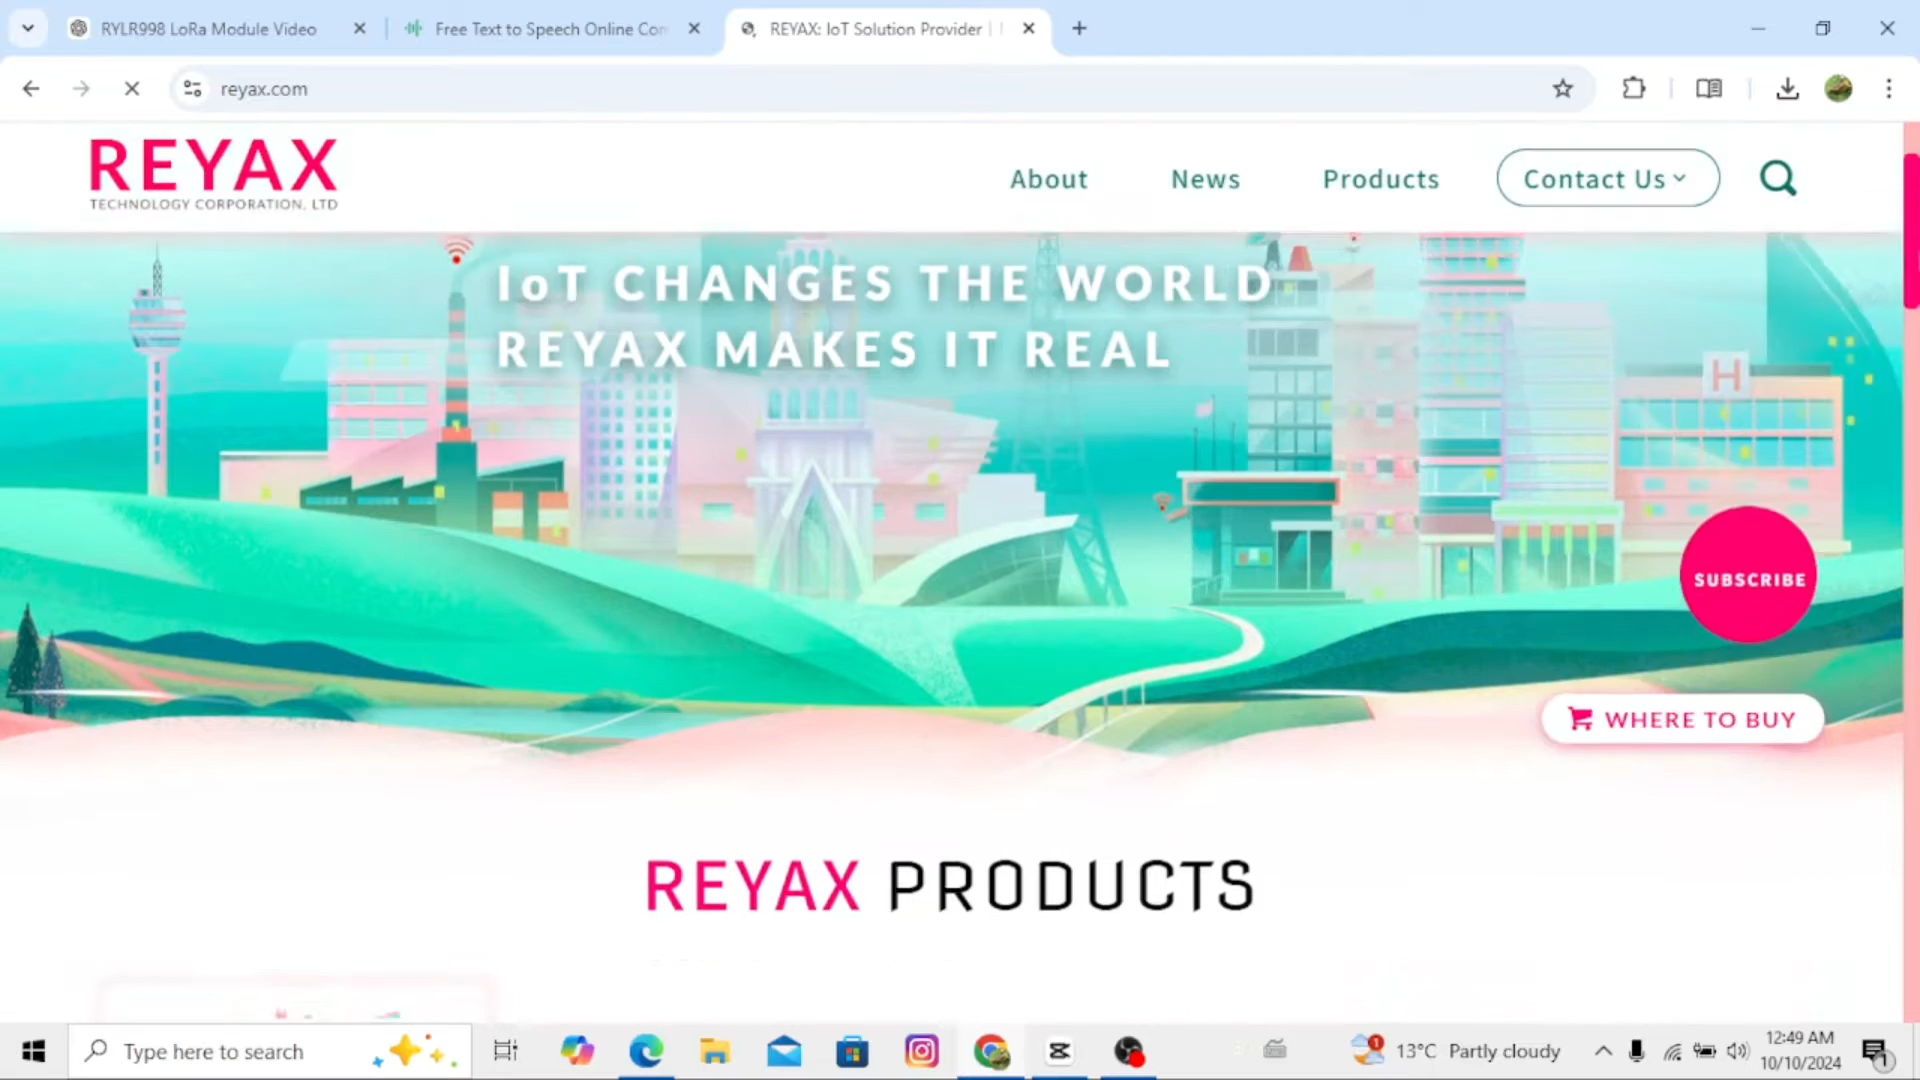 RYLR998 LoRa Module Video
Free Text to Speech Online Con
REYAX: IoT Solution Provider |
reyax.com
REYAX
TECHNOLOGY CORPORATION, LTD
About
News
Products
Contact Us
IoT CHANGES THE WORLD
REYAX MAKES IT REAL
H
SUBSCRIBE
WHERE TO BUY
REYAX PRODUCTS
Type here to search
1
13°C Partly cloudy
12:49 AM
10/10/2024
1